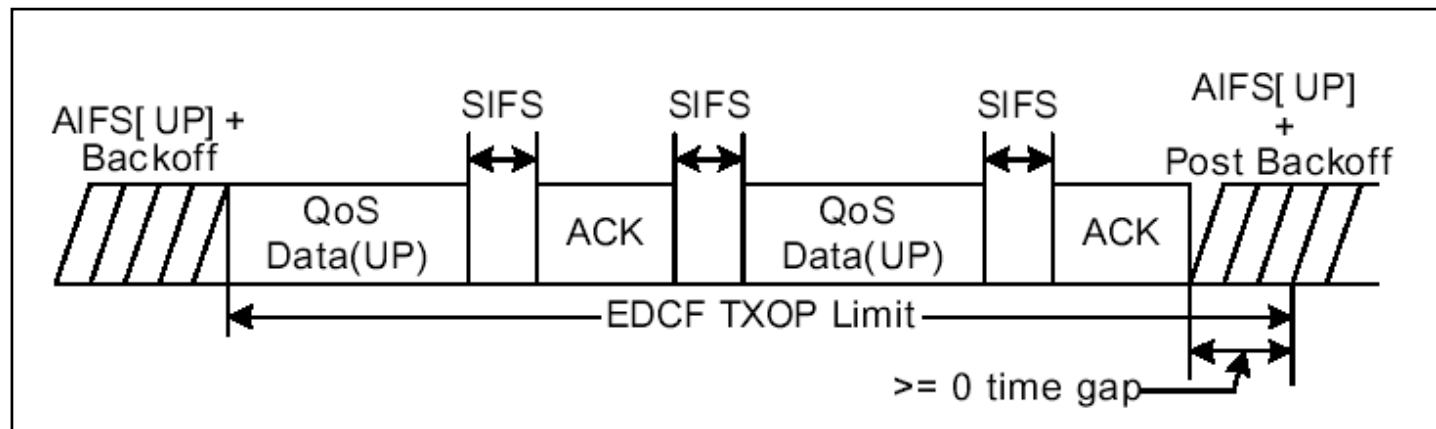 AIFS[ UP] +
Backoff
SIFS
SIFS
SIFS
AIFS[ UP]
+
Post Backoff
QoS
Data(UP)
ACK
QoS
Data(UP)
ACK
EDCF TXOP Limit
>= 0 time gap